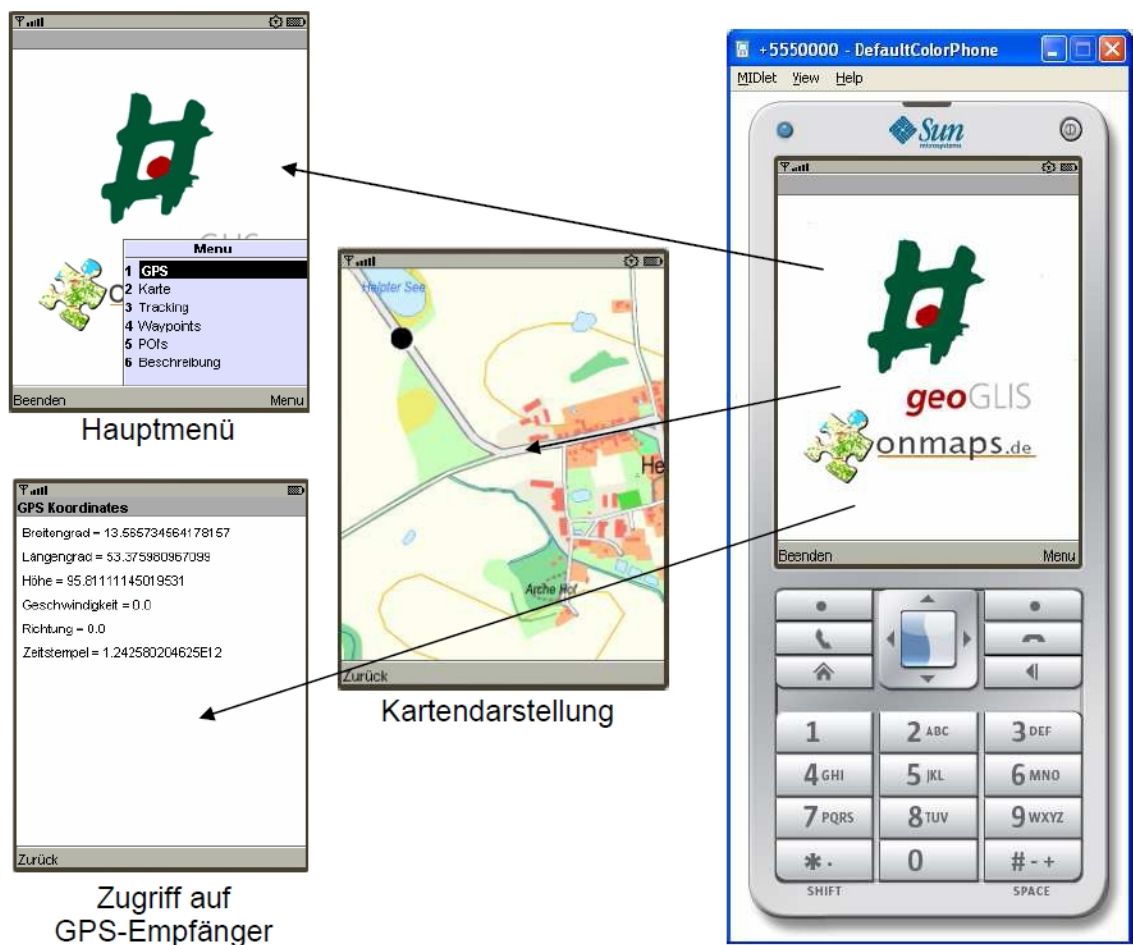 Menu
1 GPS
2 Karte
3 Tracking
4 Waypoints
5 POIs
6 Beschreibung
Beenden
Menu
Hauptmenü
GPS Koordinates
Breitengrad = 13.565734664178157
Längengrad = 53.375980967099
Höhe = 95.81111145019531
Geschwindigkeit = 0.0
Richtung = 0.0
Zeitstempel = 1.242580204625E12
Zurück
Zugriff auf
GPS-Empfänger
Helpter See
He
Arche Hof
Zurück
Kartendarstellung
+5550000 - DefaultColorPhone
MIDlet View Help
Sun
microsystems
geoGLIS
onmaps.de
Beenden
Menu
1
2 ABC
3 DEF
4 GHI
5 JKL
6 MNO
7 PQRS
8 TUV
9 WXYZ
* .
0
# - +
SHIFT
SPACE